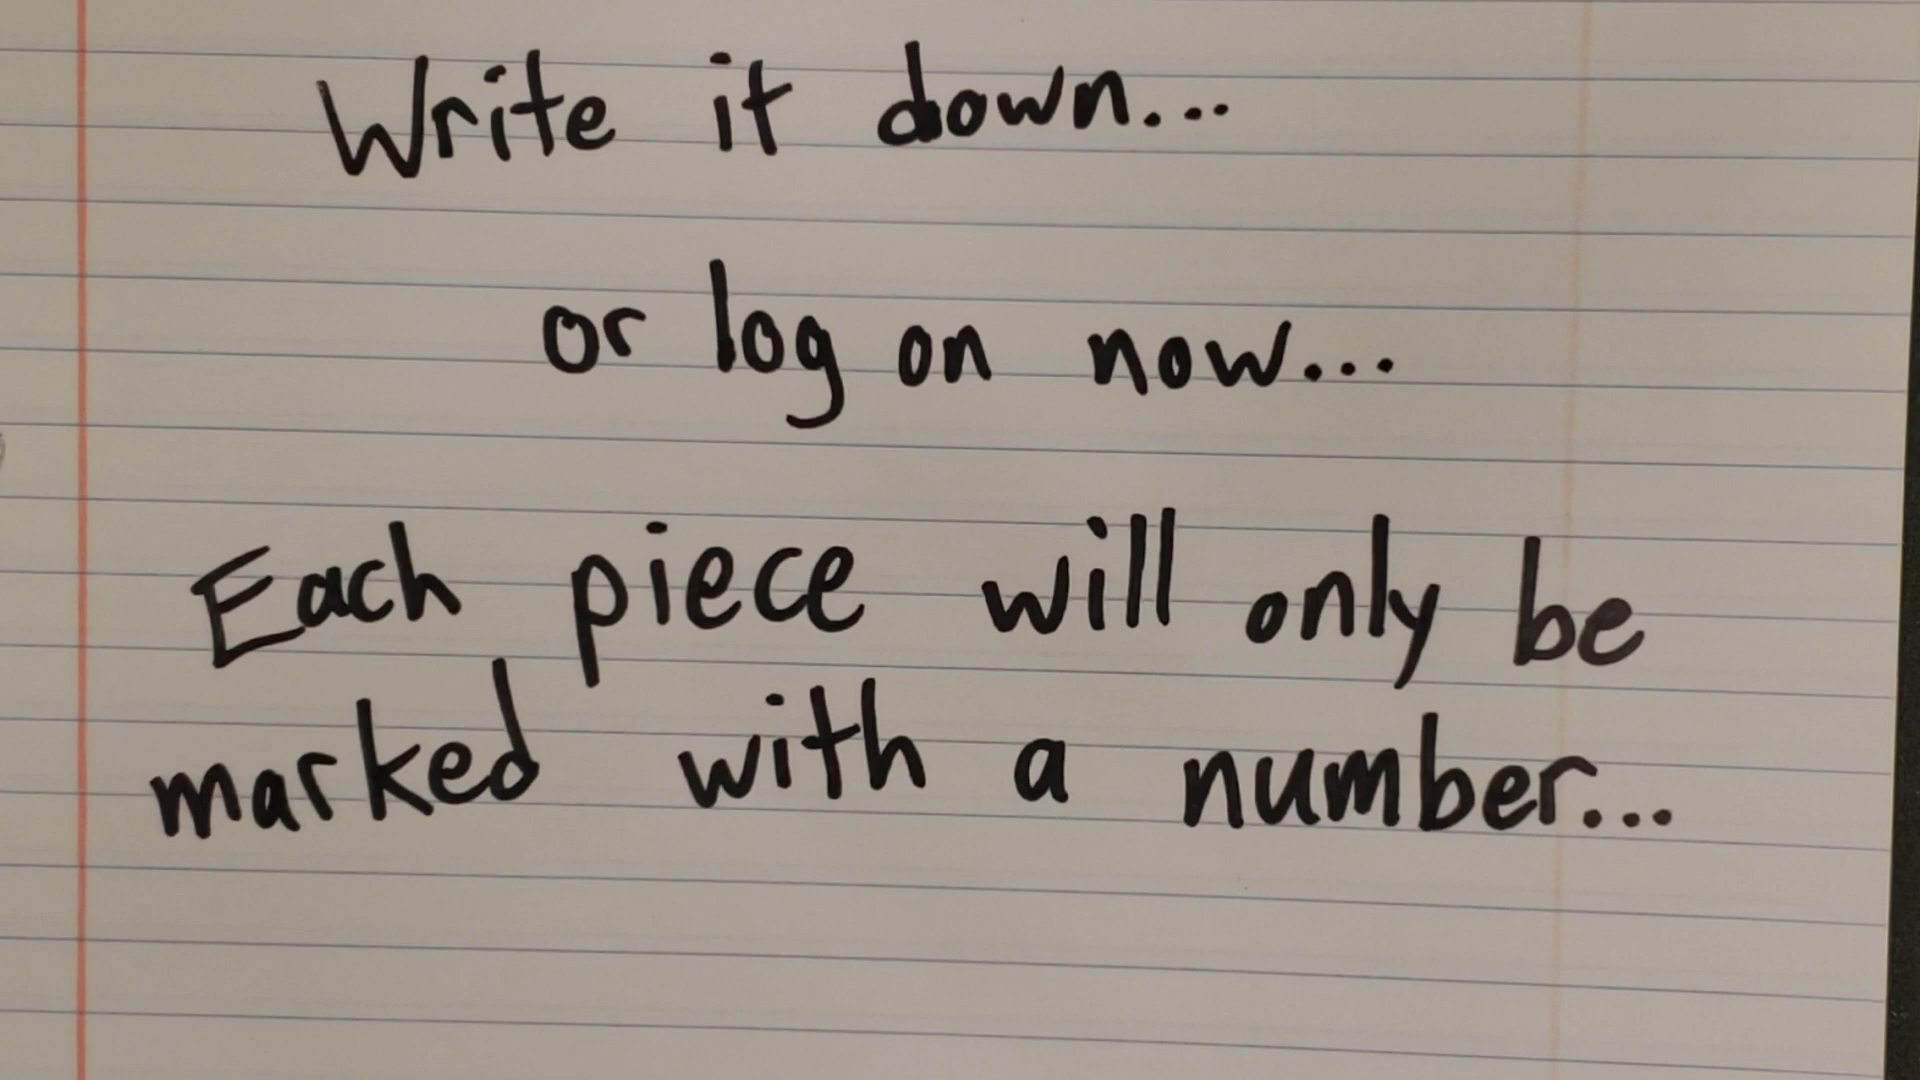 Write it down...
or log on now...
Each piece will only be
marked with a number...